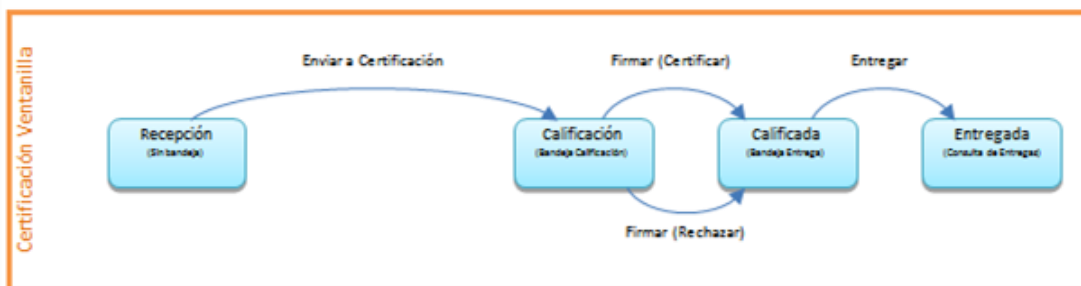 Certificación Ventanilla
Enviar a Certificación
Firmar (Certificar)
Entregar
Recepción
(Sin bandeja)
Calificación
(Bandeja Calificación)
Calificada
(Bandeja Entrega)
Entregada
(Consulta de Entregas)
Firmar (Rechazar)